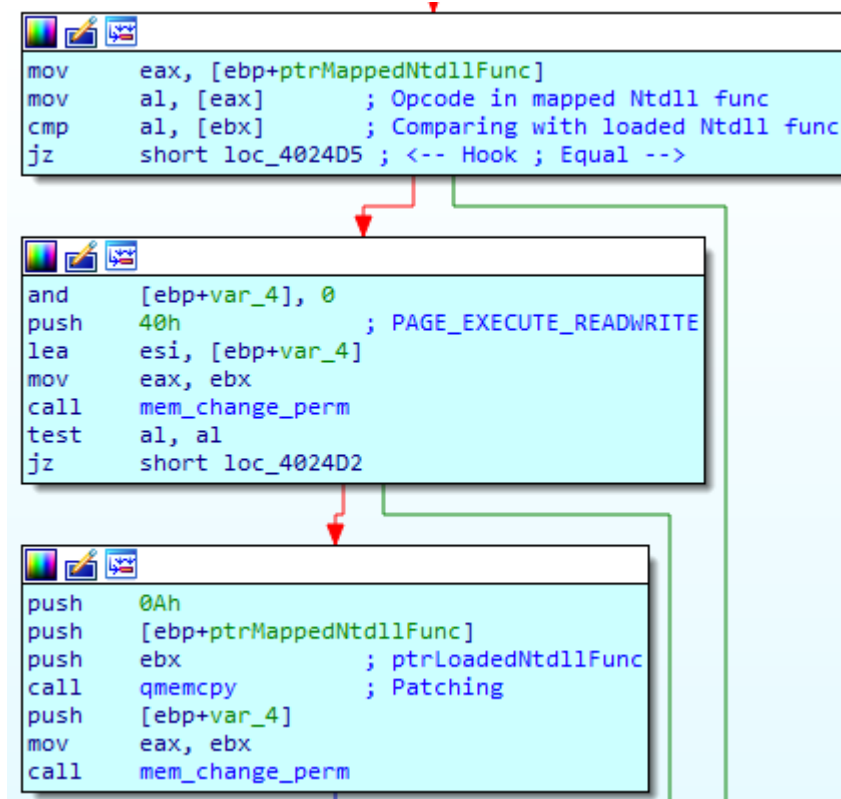 mov eax, [ebp+ptrMappedNtdllFunc]
mov al, [eax] ; Opcode in mapped Ntdll func
cmp al, [ebx] ; Comparing with loaded Ntdll func
jz short loc_4024D5 ; <-- Hook ; Equal -->
and [ebp+var_4], 0
push 40h ; PAGE_EXECUTE_READWRITE
lea esi, [ebp+var_4]
mov eax, ebx
call mem_change_perm
test al, al
jz short loc_4024D2
push 0Ah
push [ebp+ptrMappedNtdllFunc]
push ebx ; ptrLoadedNtdllFunc
call qmemcpy ; Patching
push [ebp+var_4]
mov eax, ebx
call mem_change_perm